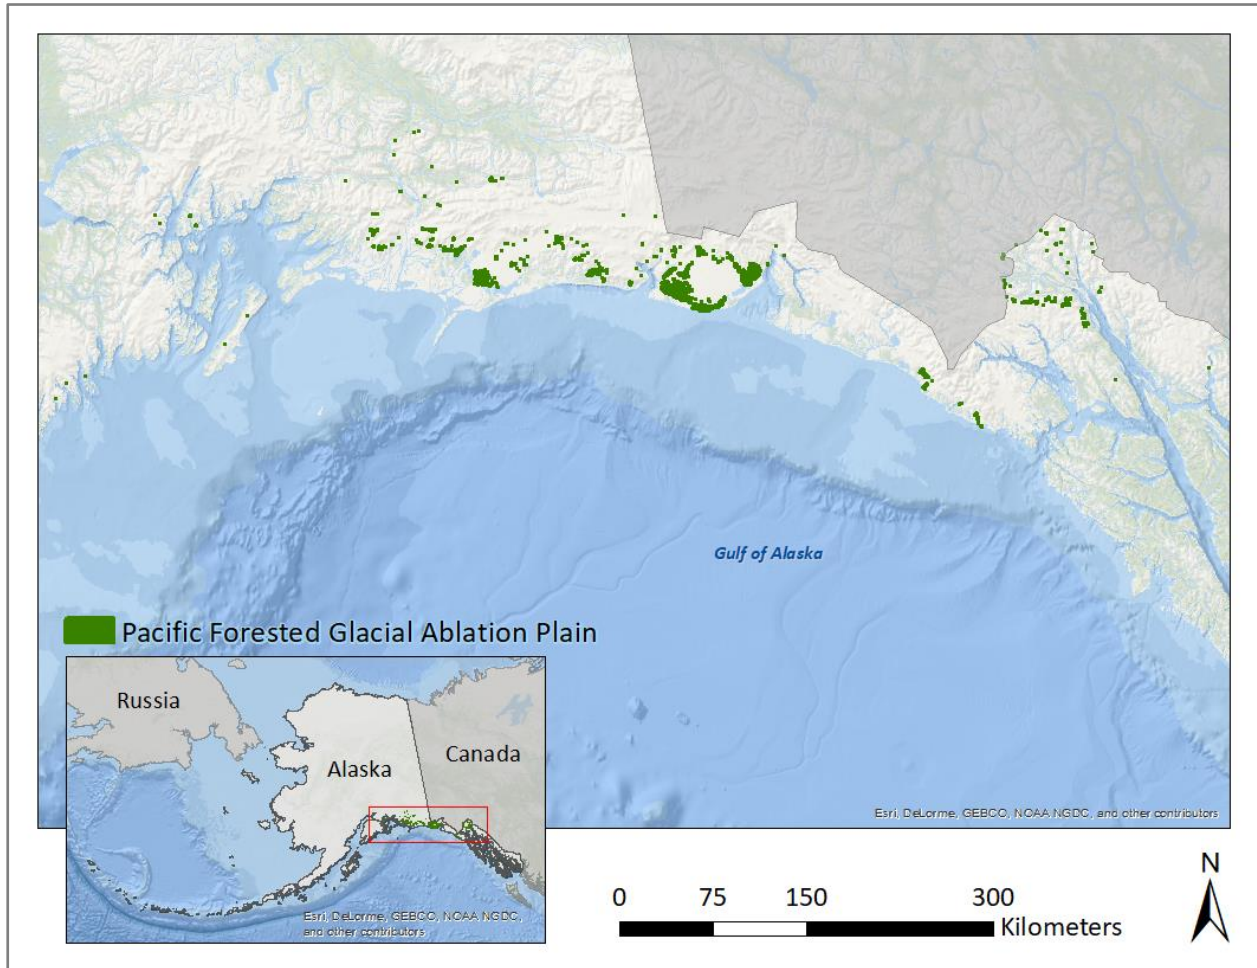 Gulf of Alaska
Pacific Forested Glacial Ablation Plain
Esri, DeLorme, GEBCO, NOAA NGDC, and other contributors
Russia
Alaska
Canada
Esri, DeLorme, GEBCO, NOAA NGDC,
and other contributors
0 75 150 300
Kilometers
N